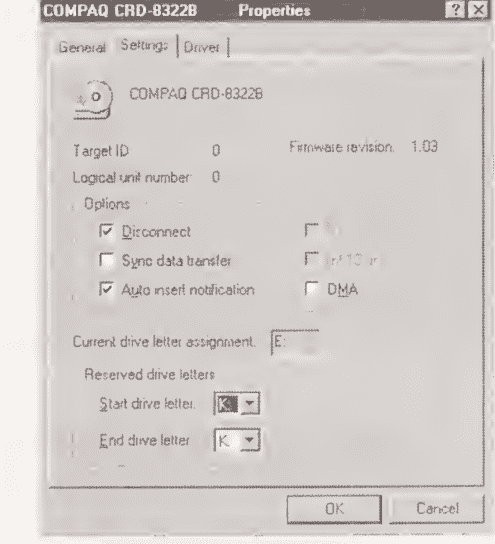 COMPAQ CRD-8322B Properties ? X
General Settings Driver
COMPAQ CRD-8322B
Target ID 0 Firmware revision. 1.03
Logical unit number 0
Options
Disconnect
Sync data transfer
Auto insert notification DMA
Current drive letter assignment. E:
Reserved drive letters
Start drive letter. K:
End drive letter K
OK Cancel